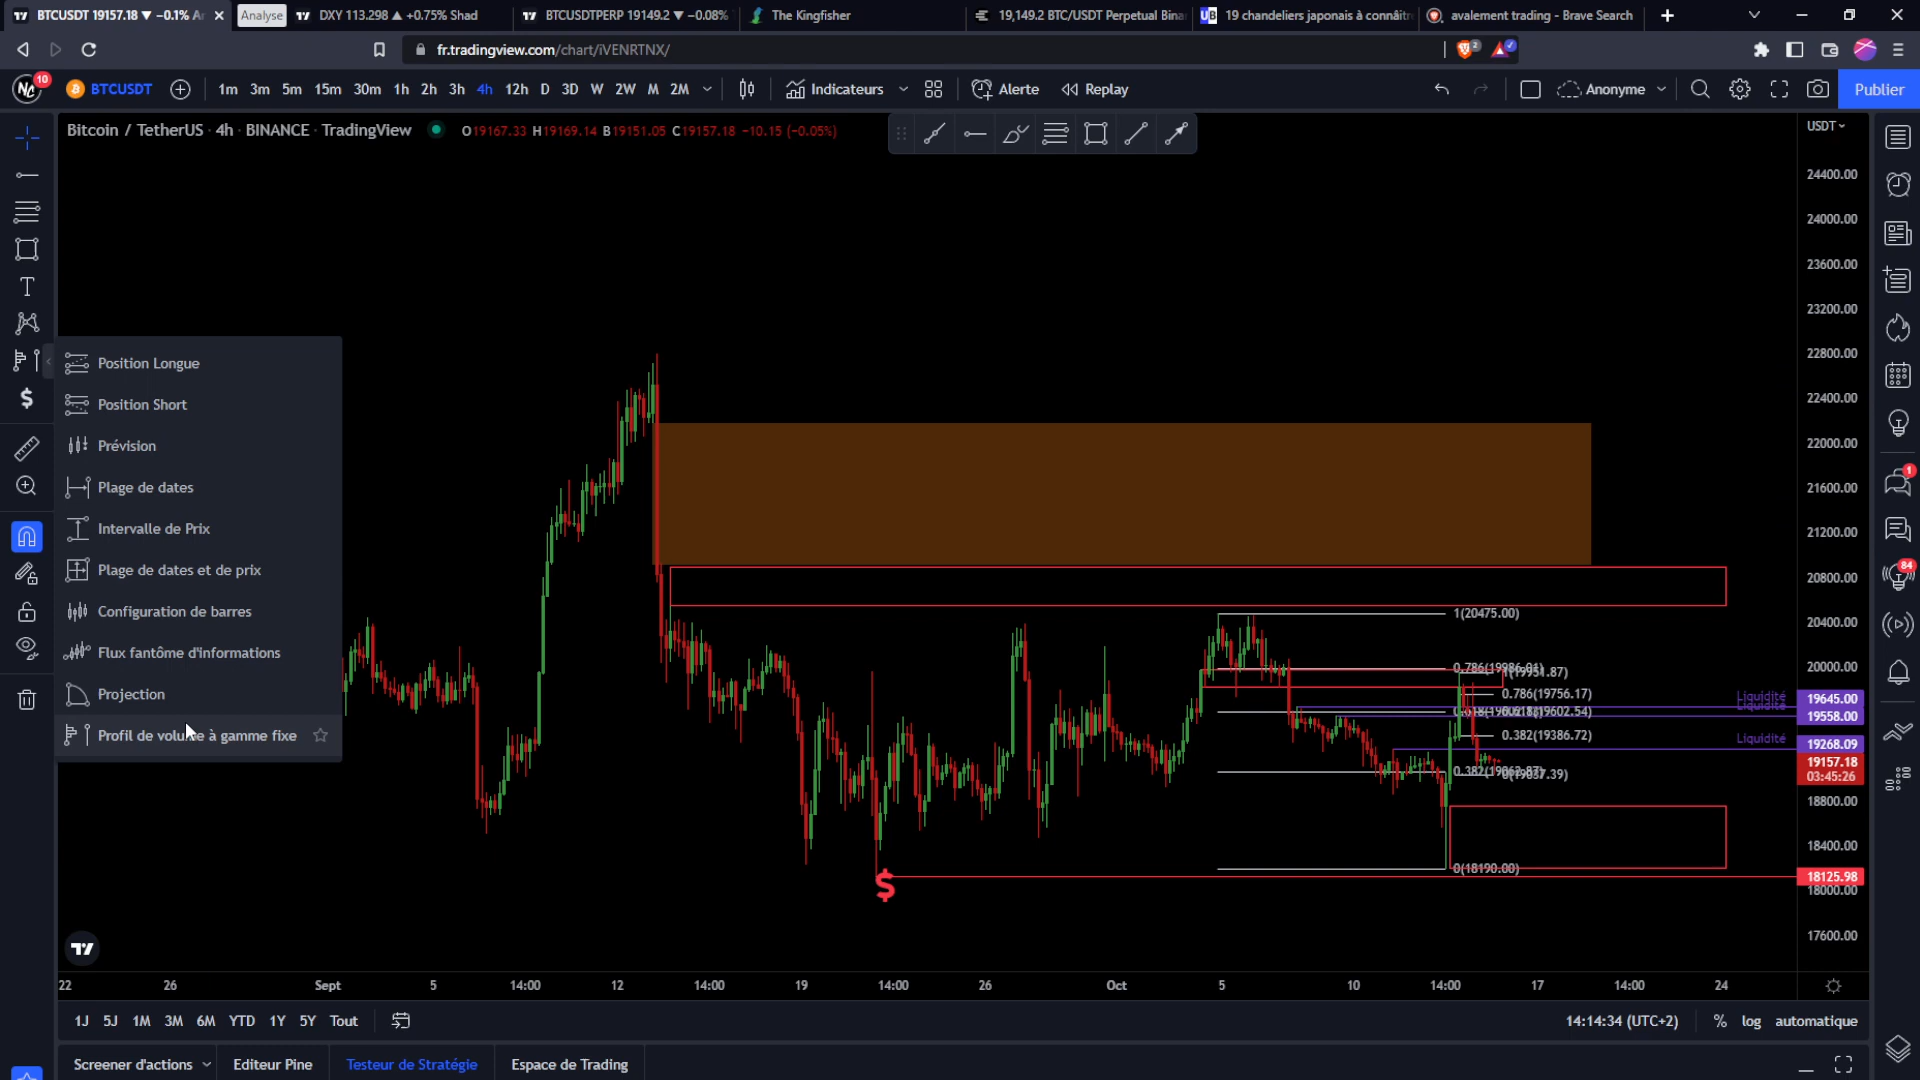 BTCUSDT 19157.18 ▼ −0.1% Ar
Analyse
DXY 113.298 ▲ +0.75% Shad
BTCUSDTPERP 19149.2 ▼ −0.08%
The Kingfisher
19,149.2 BTC/USDT Perpetual Bina
19 chandeliers japonais à connaîtr
avalement trading - Brave Search
fr.tradingview.com/chart/iVENRTNX/
2
10
BTCUSDT
1m 3m 5m 15m 30m 1h 2h 3h 4h 12h D 3D W 2W M 2M
Indicateurs
Alerte
Replay
Anonyme
Publier
Bitcoin / TetherUS · 4h · BINANCE · TradingView
O19167.33 H19169.14 B19151.05 C19157.18 −10.15 (−0.05%)
USDT
24400.00
24000.00
23600.00
23200.00
22800.00
22400.00
22000.00
21600.00
21200.00
20800.00
20400.00
20000.00
19645.00
19558.00
19268.09
19157.18
03:45:26
18800.00
18400.00
18125.98
18000.00
17600.00
Position Longue
Position Short
Prévision
Plage de dates
Intervalle de Prix
Plage de dates et de prix
Configuration de barres
Flux fantôme d'informations
Projection
Profil de volume à gamme fixe
1(20475.00)
0.786(19756.17)
0.382(19386.72)
0(18190.00)
Liquidité
Liquidité
Liquidité
$
1
84
22 26 Sept 5 14:00 12 14:00 19 14:00 26 Oct 5 10 14:00 17 14:00 24
1J 5J 1M 3M 6M YTD 1Y 5Y Tout
14:14:34 (UTC+2)
% log automatique
Screener d'actions
Editeur Pine
Testeur de Stratégie
Espace de Trading